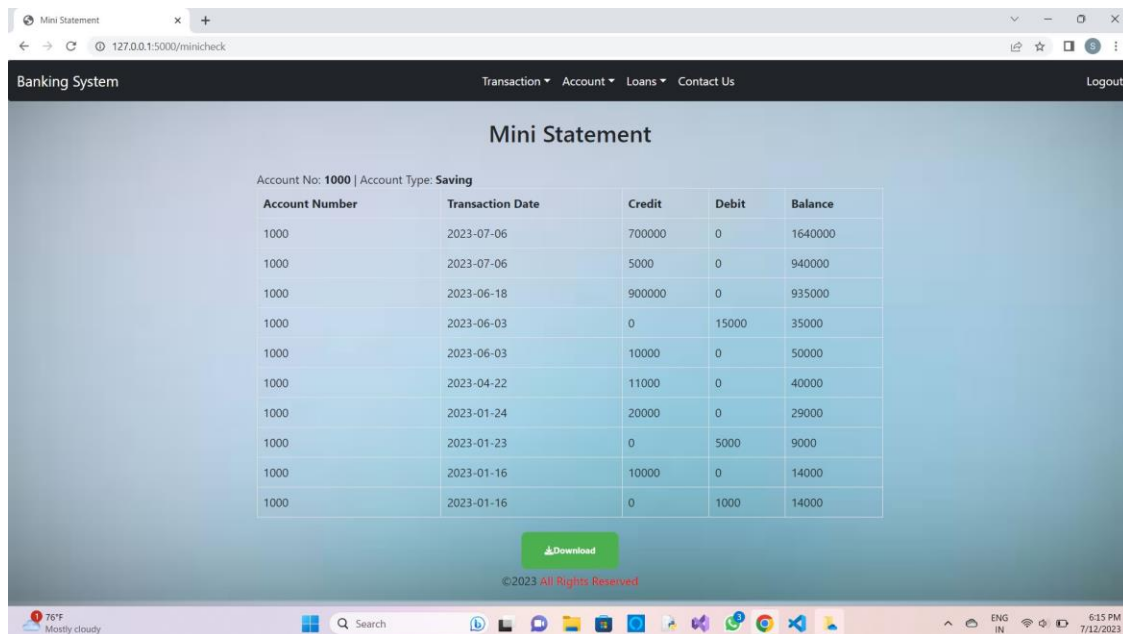 Mini Statement
127.0.0.1:5000/minicheck
S
Banking System Transaction Account Loans Contact Us Logout
Mini Statement
Account No: 1000 | Account Type: Saving
Account Number Transaction Date Credit Debit Balance
1000 2023-07-06 700000 0 1640000
1000 2023-07-06 5000 0 940000
1000 2023-06-18 900000 0 935000
1000 2023-06-03 0 15000 35000
1000 2023-06-03 10000 0 50000
1000 2023-04-22 11000 0 40000
1000 2023-01-24 20000 0 29000
1000 2023-01-23 0 5000 9000
1000 2023-01-16 10000 0 14000
1000 2023-01-16 0 1000 14000
Download
©2023 All Rights Reserved
1 76°F Search 3 ENG 6:15 PM
Mostly cloudy IN 7/12/2023